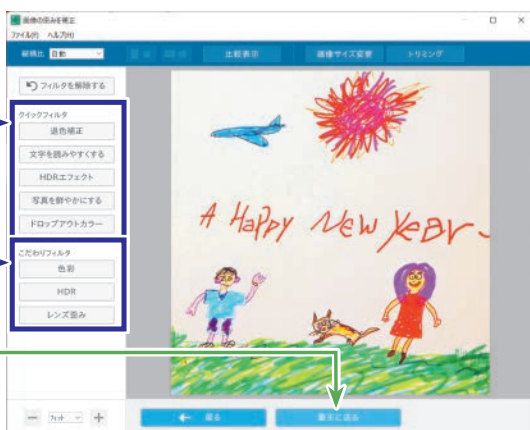 画像の歪みを補正
ファイル(F) ヘルプ(H)
縦横比 自動
比較表示
画像サイズ変更
トリミング
フィルタを解除する
クイックフィルタ
退色補正
文字を読みやすくする
HDRエフェクト
写真を鮮やかにする
ドロップアウトカラー
こだわりフィルタ
色彩
HDR
レンズ歪み
A HaPPY NEW YEAR
フィット
戻る
筆王に送る